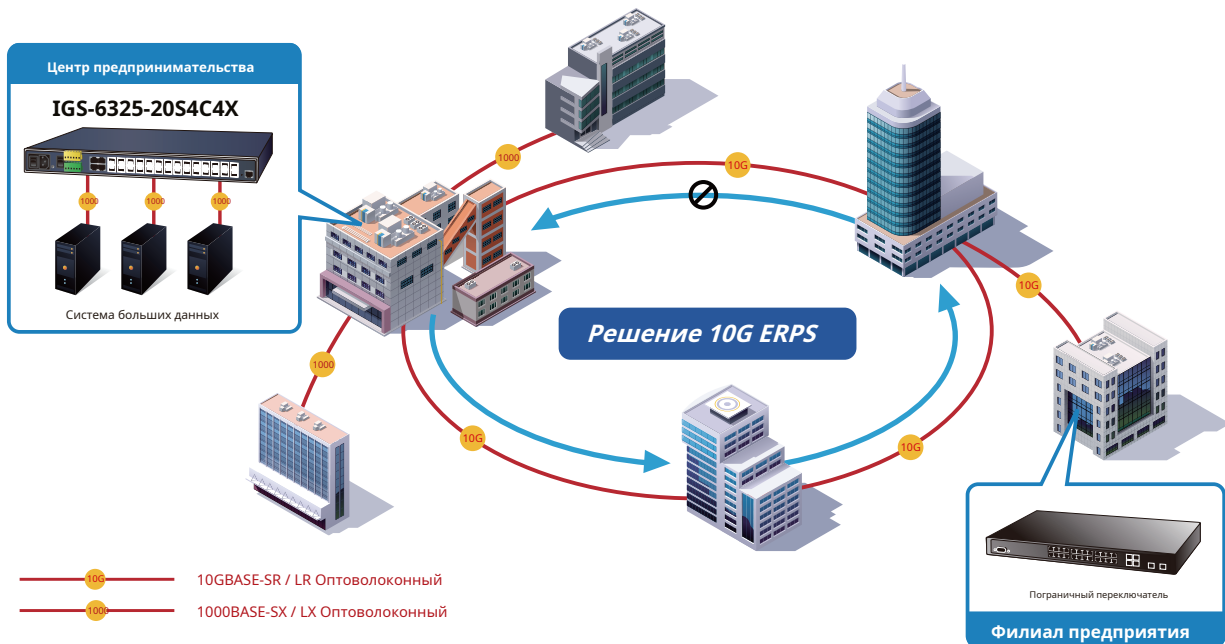 Центр предпринимательства
IGS-6325-20S4C4X
1000
1000
1000
Система больших данных
1000
10G
10G
Решение 10G ERPS
1000
10G
10G
10G
10GBASE-SR / LR Оптоволоконный
1000
1000BASE-SX / LX Оптоволоконный
Пограничный переключатель
Филиал предприятия